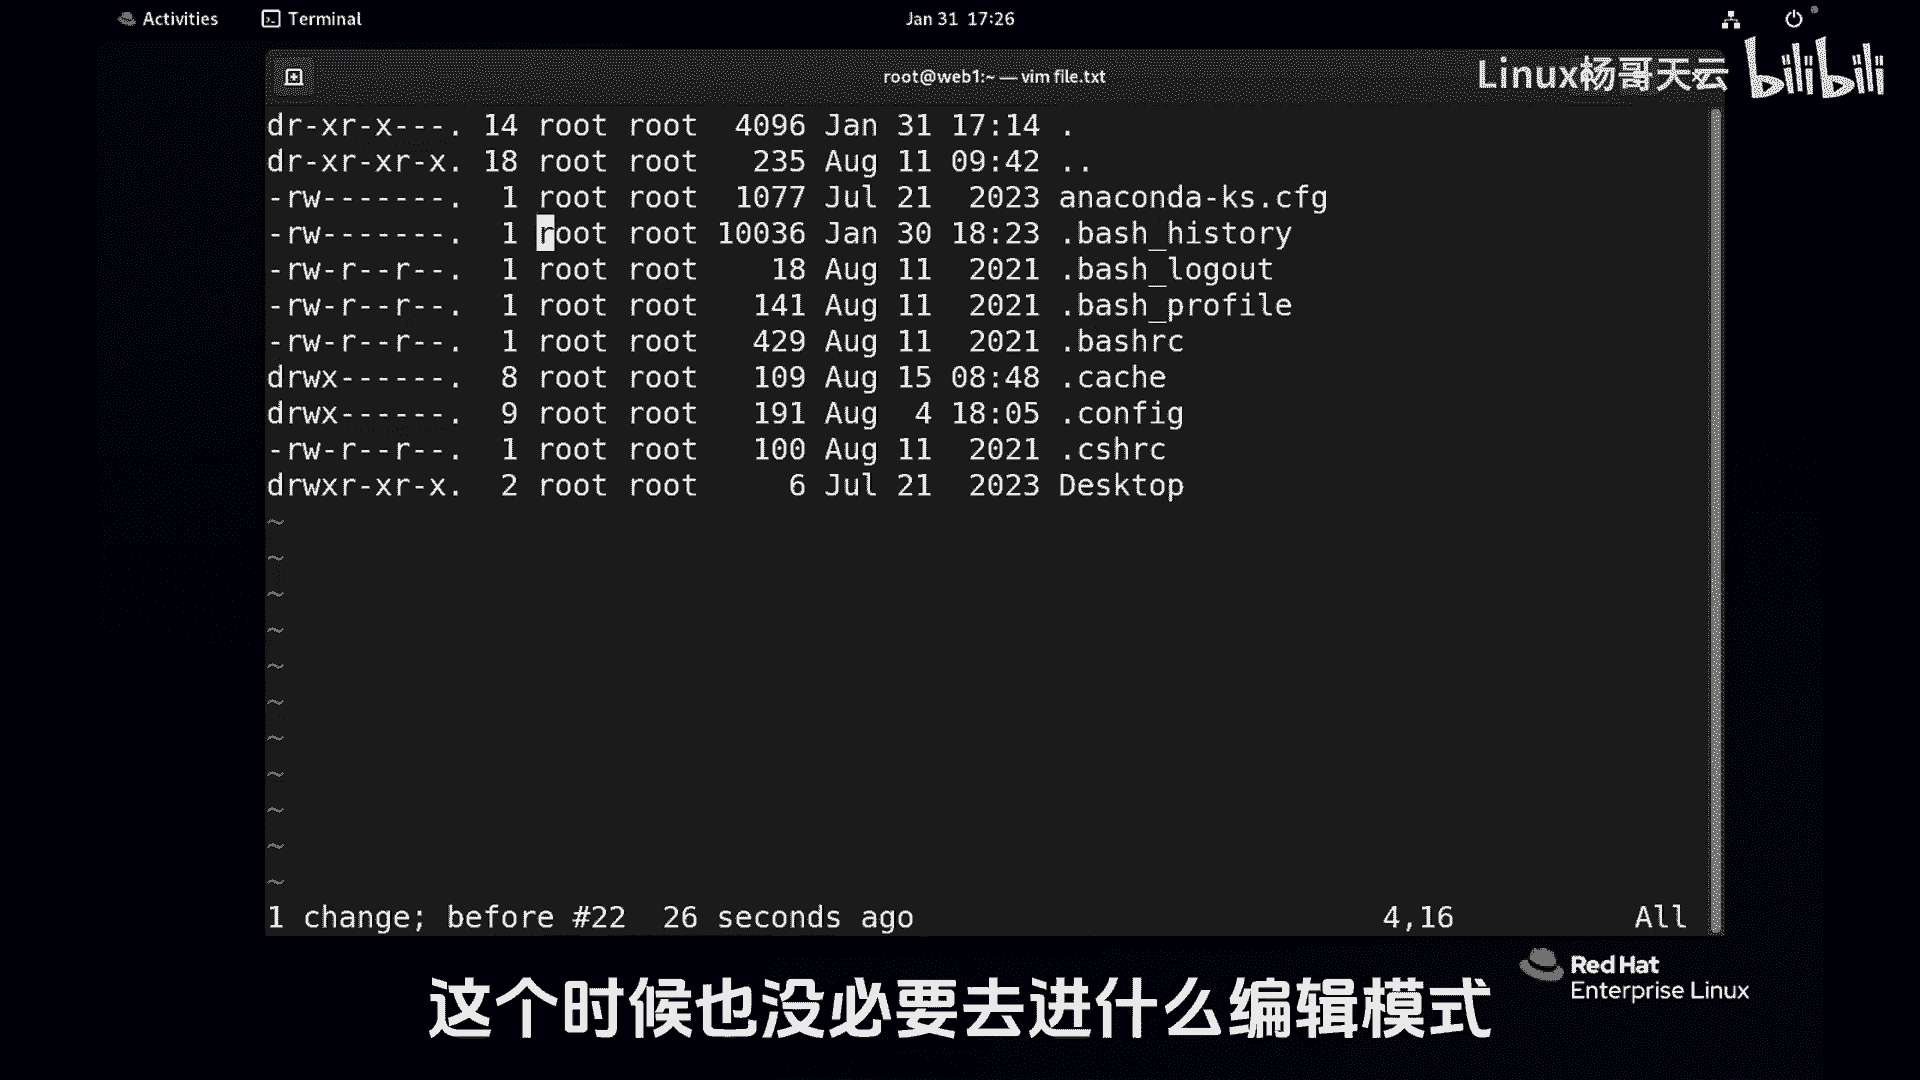 Activities Terminal Jan 31 17:26
root@web1:~ — vim file.txt
Linux杨哥天云 bilibili
dr-xr-x---. 14 root root  4096 Jan 31 17:14 .
dr-xr-xr-x. 18 root root   235 Aug 11 09:42 ..
-rw-------.  1 root root  1077 Jul 21  2023 anaconda-ks.cfg
-rw-------.  1 root root 10036 Jan 30 18:23 .bash_history
-rw-r--r--.  1 root root    18 Aug 11  2021 .bash_logout
-rw-r--r--.  1 root root   141 Aug 11  2021 .bash_profile
-rw-r--r--.  1 root root   429 Aug 11  2021 .bashrc
drwx------.  8 root root   109 Aug 15 08:48 .cache
drwx------.  9 root root   191 Aug  4 18:05 .config
-rw-r--r--.  1 root root   100 Aug 11  2021 .cshrc
drwxr-xr-x.  2 root root     6 Jul 21  2023 Desktop
~
~
~
~
~
~
~
~
~
~
~
1 change; before #22  26 seconds ago 4,16 All
Red Hat
Enterprise Linux
这个时候也没必要去进什么编辑模式